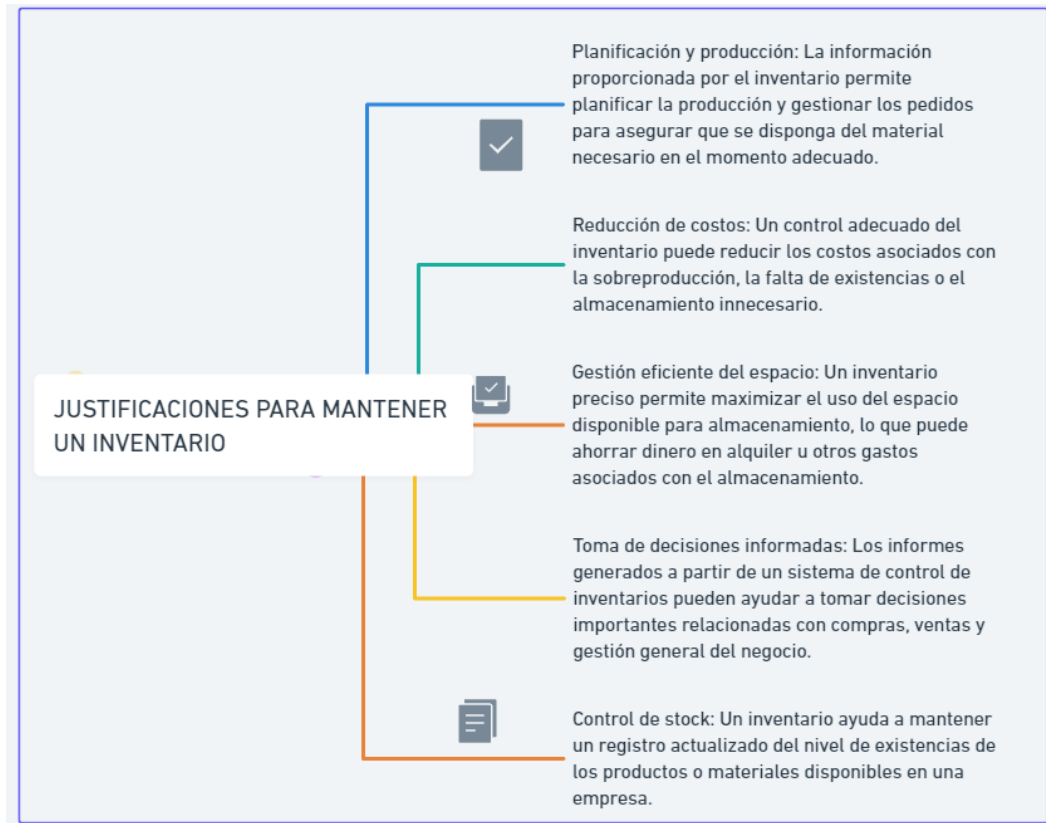 Planificación y producción: La información
proporcionada por el inventario permite
planificar la producción y gestionar los pedidos
para asegurar que se disponga del material
necesario en el momento adecuado.
Reducción de costos: Un control adecuado del
inventario puede reducir los costos asociados con
la sobreproducción, la falta de existencias o el
almacenamiento innecesario.
JUSTIFICACIONES PARA MANTENER
UN INVENTARIO
Gestión eficiente del espacio: Un inventario
preciso permite maximizar el uso del espacio
disponible para almacenamiento, lo que puede
ahorrar dinero en alquiler u otros gastos
asociados con el almacenamiento.
Toma de decisiones informadas: Los informes
generados a partir de un sistema de control de
inventarios pueden ayudar a tomar decisiones
importantes relacionadas con compras, ventas y
gestión general del negocio.
Control de stock: Un inventario ayuda a mantener
un registro actualizado del nivel de existencias de
los productos o materiales disponibles en una
empresa.